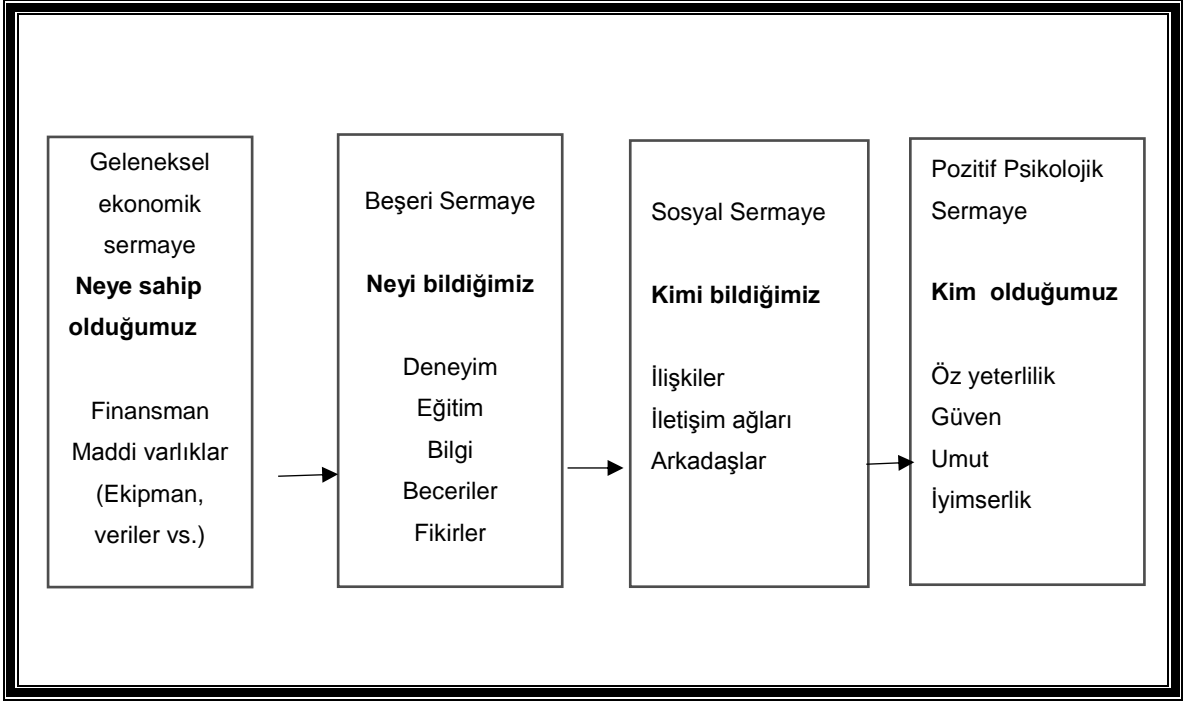 Geleneksel
ekonomik
sermaye
Neye sahip
olduğumuz
Finansman
Maddi varlıklar
(Ekipman,
veriler vs.)
Beşeri Sermaye
Neyi bildiğimiz
Deneyim
Eğitim
Bilgi
Beceriler
Fikirler
Sosyal Sermaye
Kimi bildiğimiz
İlişkiler
İletişim ağları
Arkadaşlar
Pozitif Psikolojik
Sermaye
Kim olduğumuz
Öz yeterlilik
Güven
Umut
İyimserlik